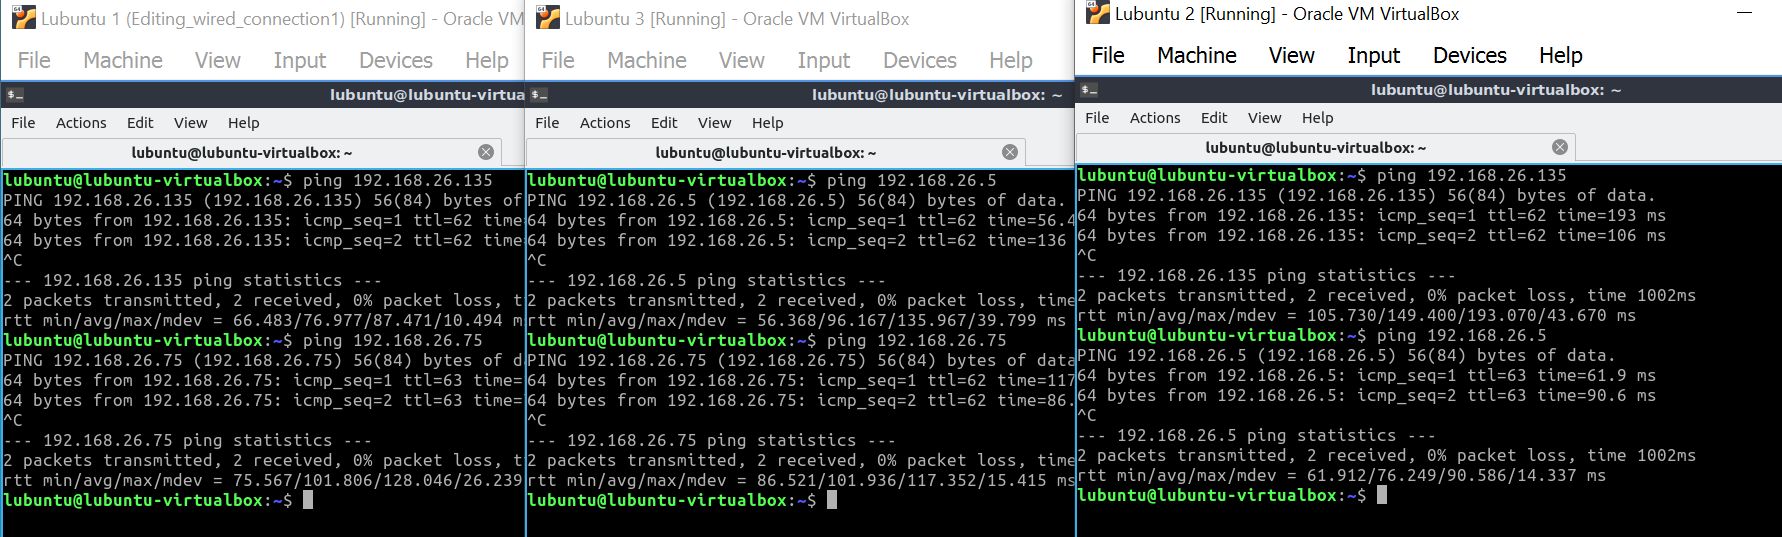 Lubuntu 1 (Editing_wired_connection1) [Running] - Oracle VM
File Machine View Input Devices Help
lubuntu@lubuntu-virtua
File Actions Edit View Help
lubuntu@lubuntu-virtualbox: ~
lubuntu@lubuntu-virtualbox:~$ ping 192.168.26.135
PING 192.168.26.135 (192.168.26.135) 56(84) bytes of
64 bytes from 192.168.26.135: icmp_seq=1 ttl=62 time=
64 bytes from 192.168.26.135: icmp_seq=2 ttl=62 time=
^C
--- 192.168.26.135 ping statistics ---
2 packets transmitted, 2 received, 0% packet loss, t
rtt min/avg/max/mdev = 66.483/76.977/87.471/10.494 m
lubuntu@lubuntu-virtualbox:~$ ping 192.168.26.75
PING 192.168.26.75 (192.168.26.75) 56(84) bytes of d
64 bytes from 192.168.26.75: icmp_seq=1 ttl=63 time=
64 bytes from 192.168.26.75: icmp_seq=2 ttl=63 time=
^C
--- 192.168.26.75 ping statistics ---
2 packets transmitted, 2 received, 0% packet loss, t
rtt min/avg/max/mdev = 75.567/101.806/128.046/26.239
lubuntu@lubuntu-virtualbox:~$
Lubuntu 3 [Running] - Oracle VM VirtualBox
File Machine View Input Devices Help
lubuntu@lubuntu-virtualbox: ~
File Actions Edit View Help
lubuntu@lubuntu-virtualbox: ~
lubuntu@lubuntu-virtualbox:~$ ping 192.168.26.5
PING 192.168.26.5 (192.168.26.5) 56(84) bytes of data.
64 bytes from 192.168.26.5: icmp_seq=1 ttl=62 time=56.4
64 bytes from 192.168.26.5: icmp_seq=2 ttl=62 time=136
^C
--- 192.168.26.5 ping statistics ---
2 packets transmitted, 2 received, 0% packet loss, time
rtt min/avg/max/mdev = 56.368/96.167/135.967/39.799 ms
lubuntu@lubuntu-virtualbox:~$ ping 192.168.26.75
PING 192.168.26.75 (192.168.26.75) 56(84) bytes of data
64 bytes from 192.168.26.75: icmp_seq=1 ttl=62 time=117
64 bytes from 192.168.26.75: icmp_seq=2 ttl=62 time=86.
^C
--- 192.168.26.75 ping statistics ---
2 packets transmitted, 2 received, 0% packet loss, time
rtt min/avg/max/mdev = 86.521/101.936/117.352/15.415 ms
lubuntu@lubuntu-virtualbox:~$
Lubuntu 2 [Running] - Oracle VM VirtualBox
File Machine View Input Devices Help
lubuntu@lubuntu-virtualbox: ~
File Actions Edit View Help
lubuntu@lubuntu-virtualbox: ~
lubuntu@lubuntu-virtualbox:~$ ping 192.168.26.135
PING 192.168.26.135 (192.168.26.135) 56(84) bytes of data.
64 bytes from 192.168.26.135: icmp_seq=1 ttl=62 time=193 ms
64 bytes from 192.168.26.135: icmp_seq=2 ttl=62 time=106 ms
^C
--- 192.168.26.135 ping statistics ---
2 packets transmitted, 2 received, 0% packet loss, time 1002ms
rtt min/avg/max/mdev = 105.730/149.400/193.070/43.670 ms
lubuntu@lubuntu-virtualbox:~$ ping 192.168.26.5
PING 192.168.26.5 (192.168.26.5) 56(84) bytes of data.
64 bytes from 192.168.26.5: icmp_seq=1 ttl=63 time=61.9 ms
64 bytes from 192.168.26.5: icmp_seq=2 ttl=63 time=90.6 ms
^C
--- 192.168.26.5 ping statistics ---
2 packets transmitted, 2 received, 0% packet loss, time 1002ms
rtt min/avg/max/mdev = 61.912/76.249/90.586/14.337 ms
lubuntu@lubuntu-virtualbox:~$